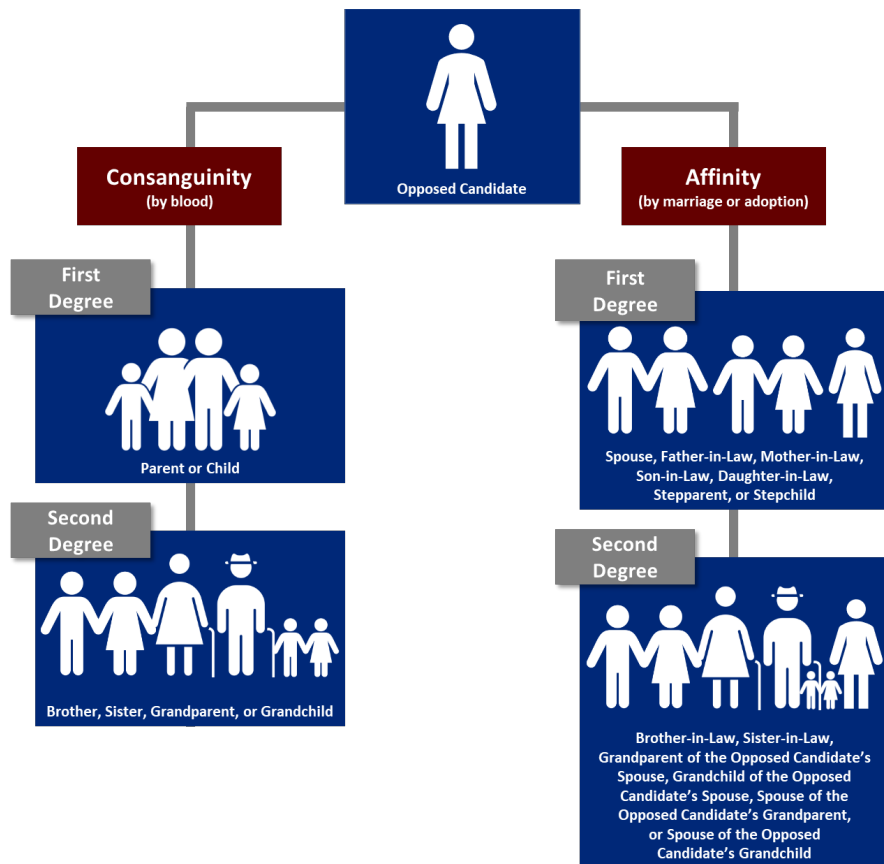 Opposed Candidate
Consanguinity
(by blood)
First
Degree
Parent or Child
Second
Degree
Brother, Sister, Grandparent, or Grandchild
Affinity
(by marriage or adoption)
First
Degree
Spouse, Father-in-Law, Mother-in-Law,
Son-in-Law, Daughter-in-Law,
Stepparent, or Stepchild
Second
Degree
Brother-in-Law, Sister-in-Law,
Grandparent of the Opposed Candidate's
Spouse, Grandchild of the Opposed
Candidate's Spouse, Spouse of the
Opposed Candidate's Grandparent,
or Spouse of the Opposed
Candidate's Grandchild